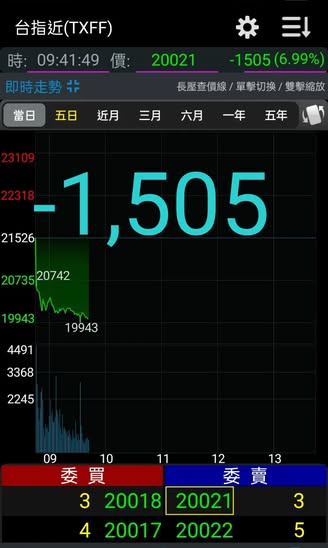 台指近(TXFF)
時: 09:41:49 價: 20021 -1505 (6.99%)
即時走勢 長壓查價線 / 單擊切換 / 雙擊縮放
當日 五日 近月 三月 六月 一年 五年
23109
22318
-1,505
21526
20742
20735
19943
19943
4491
3368
2245
09 10 11 12 13
委買 委賣
3 20018 20021 3
4 20017 20022 5